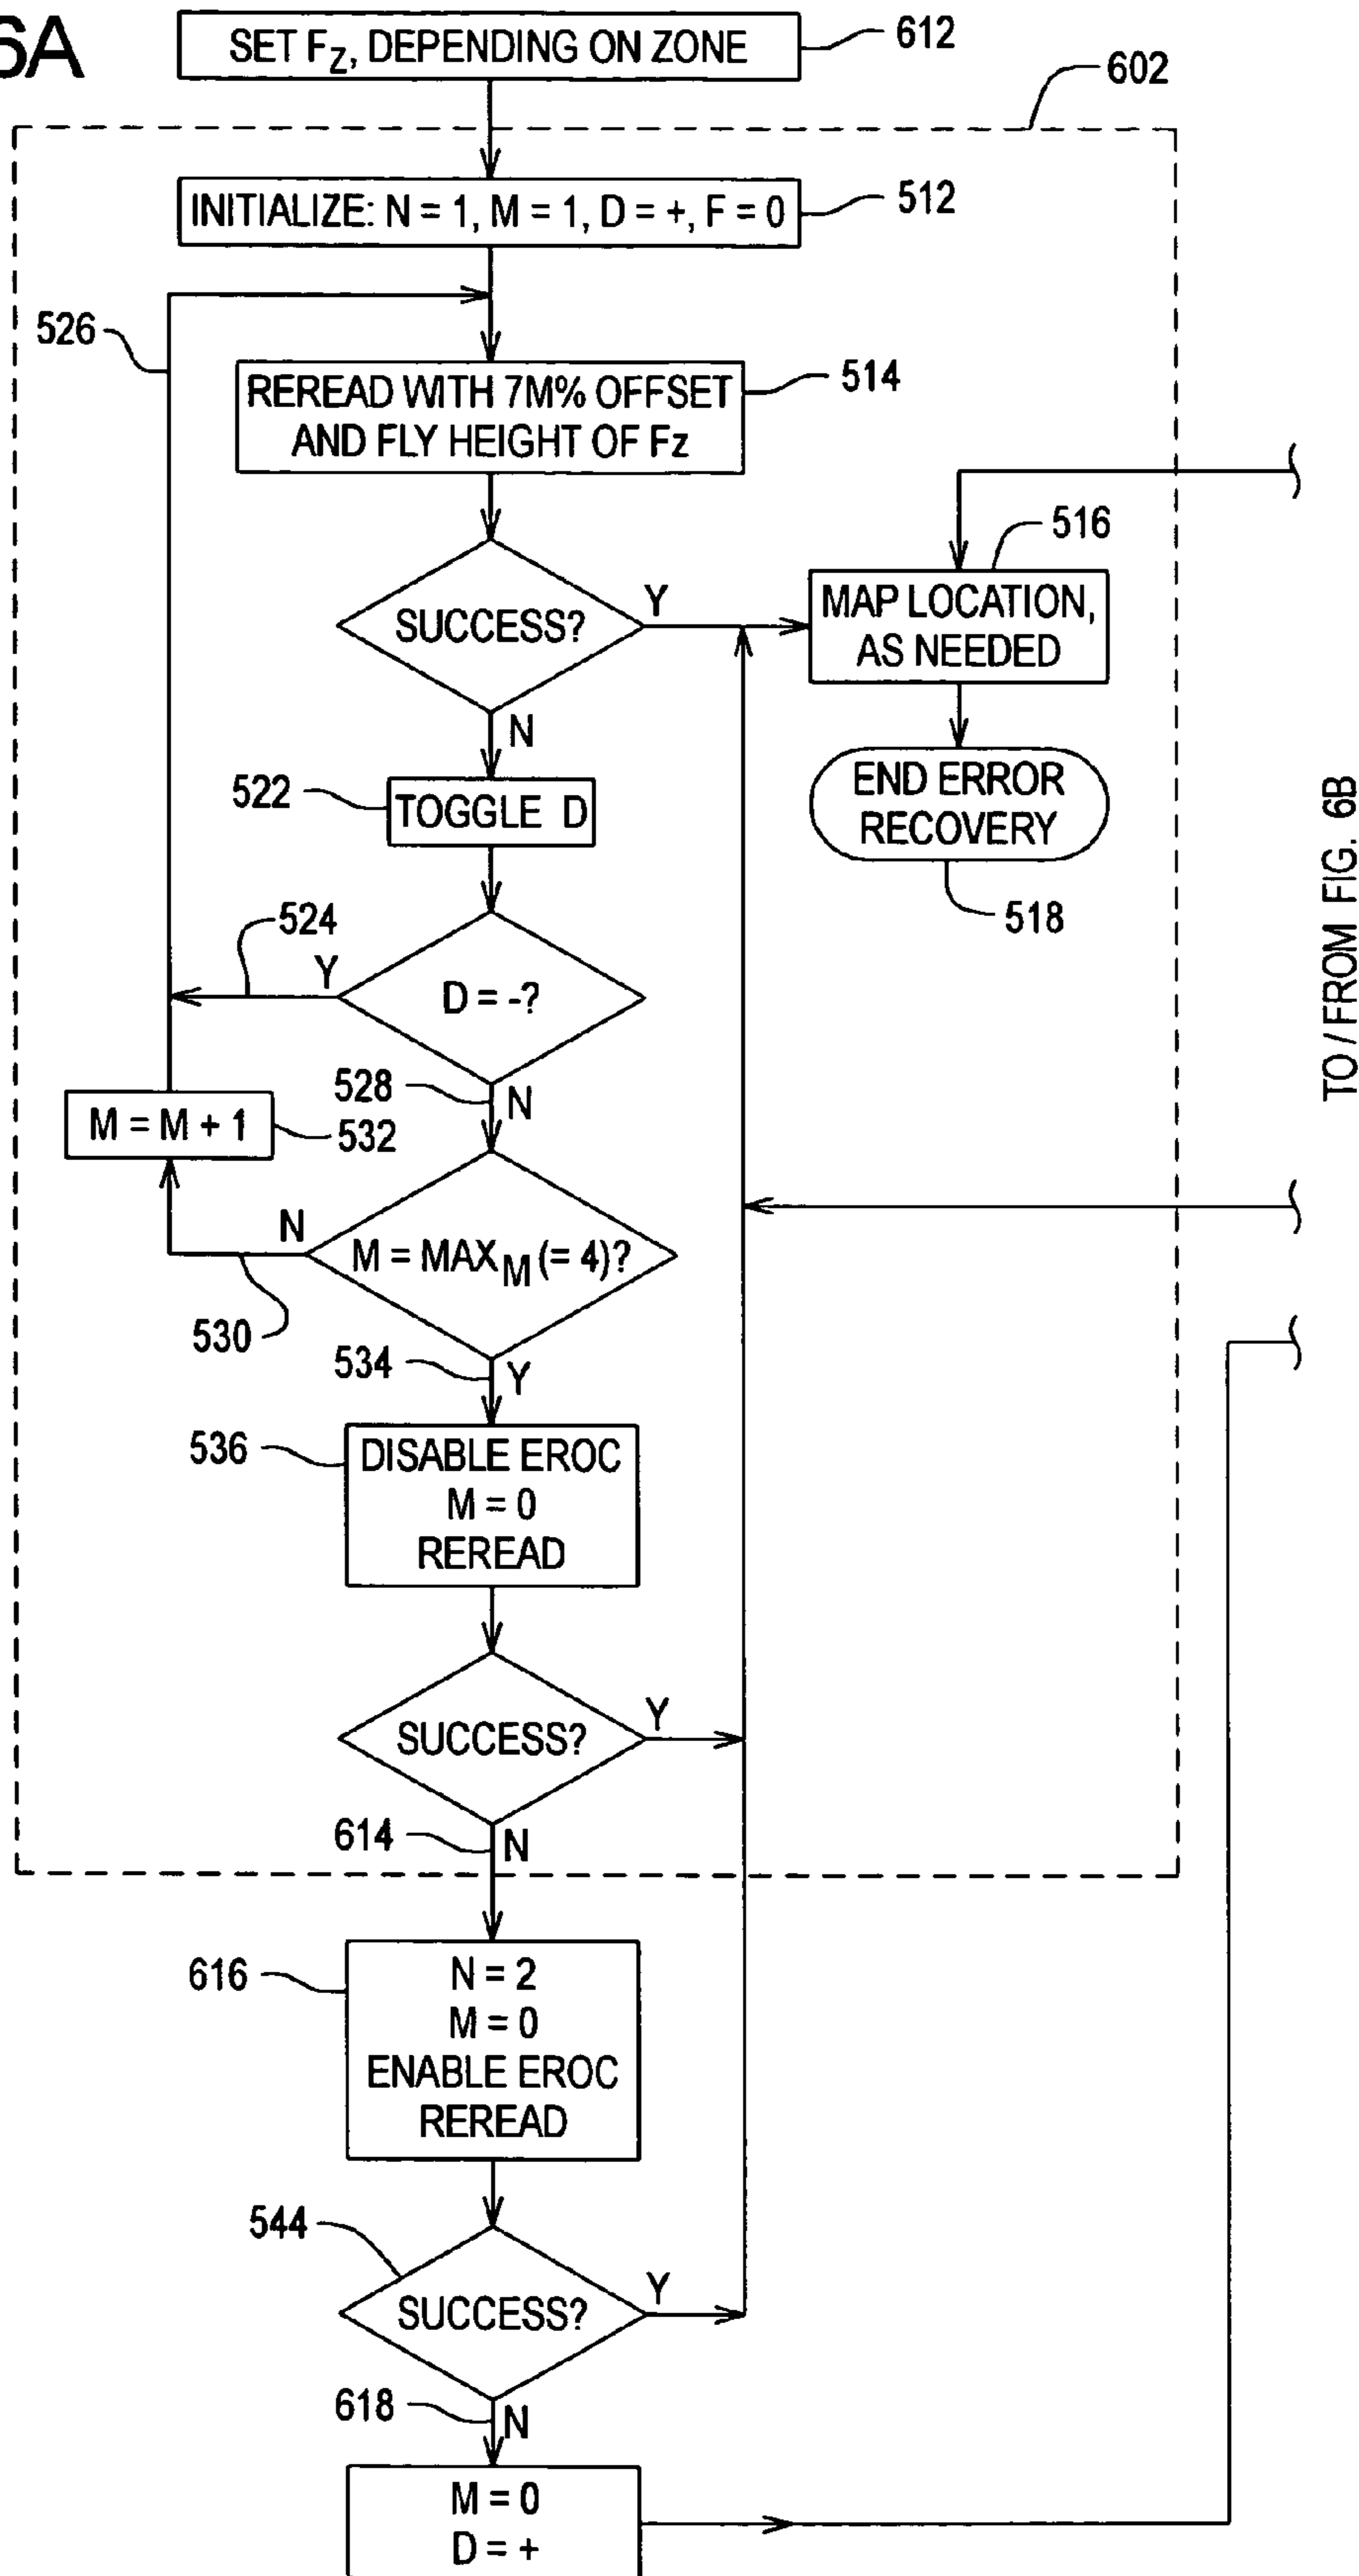 6A
SET FZ, DEPENDING ON ZONE
612
602
INITIALIZE: N = 1, M = 1, D = +, F = 0
512
526
REREAD WITH 7M% OFFSET
AND FLY HEIGHT OF Fz
514
516
SUCCESS?
Y
MAP LOCATION,
AS NEEDED
N
522
TOGGLE D
END ERROR
RECOVERY
518
TO / FROM FIG. 6B
524
Y
D = -?
528
N
M = M + 1
532
N
M = MAXM (= 4)?
530
534
Y
536
DISABLE EROC
M = 0
REREAD
SUCCESS?
Y
614
N
616
N = 2
M = 0
ENABLE EROC
REREAD
544
SUCCESS?
Y
618
N
M = 0
D = +